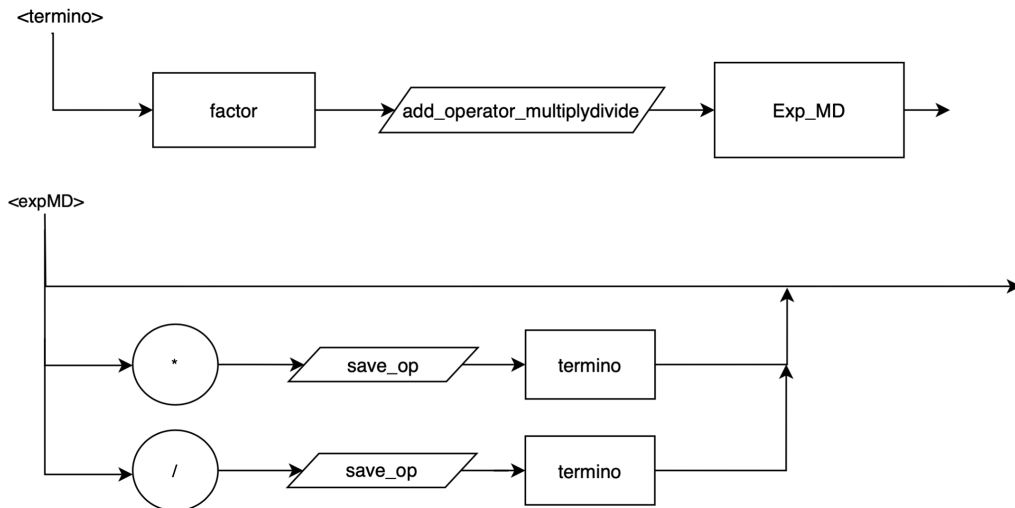 <termino>
factor
add_operator_multiplydivide
Exp_MD
<expMD>
*
save_op
termino
/
save_op
termino